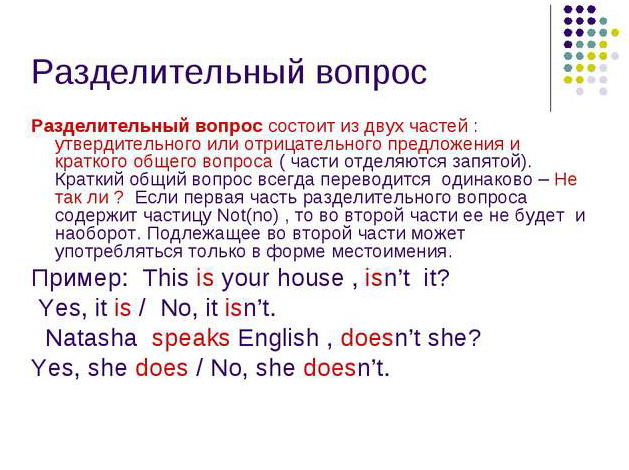 Разделительный вопрос
Разделительный вопрос состоит из двух частей :
утвердительного или отрицательного предложения и
краткого общего вопроса ( части отделяются запятой).
Краткий общий вопрос всегда переводится одинаково – Не
так ли ? Если первая часть разделительного вопроса
содержит частицу Not(no) , то во второй части ее не будет и
наоборот. Подлежащее во второй части может
употребляться только в форме местоимения.
Пример: This is your house , isn’t it?
Yes, it is / No, it isn’t.
Natasha speaks English , doesn’t she?
Yes, she does / No, she doesn’t.